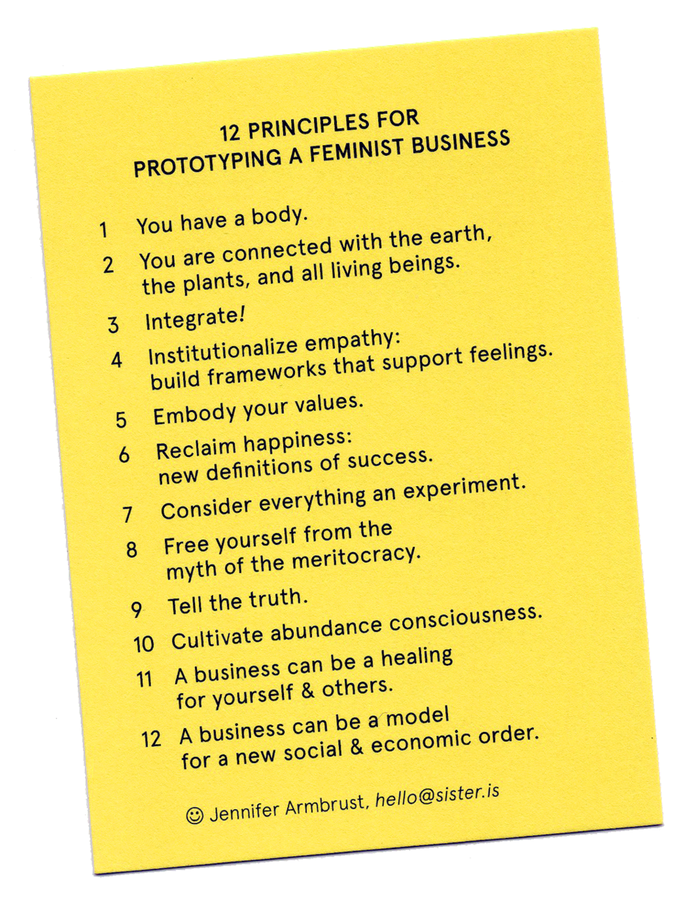 12 PRINCIPLES FOR
PROTOTYPING A FEMINIST BUSINESS
1 You have a body.
2 You are connected with the earth,
the plants, and all living beings.
3 Integrate!
4 Institutionalize empathy:
build frameworks that support feelings.
5 Embody your values.
6 Reclaim happiness:
new definitions of success.
7 Consider everything an experiment.
8 Free yourself from the
myth of the meritocracy.
9 Tell the truth.
10 Cultivate abundance consciousness.
11 A business can be a healing
for yourself & others.
12 A business can be a model
for a new social & economic order.
☺ Jennifer Armbrust, hello@sister.is